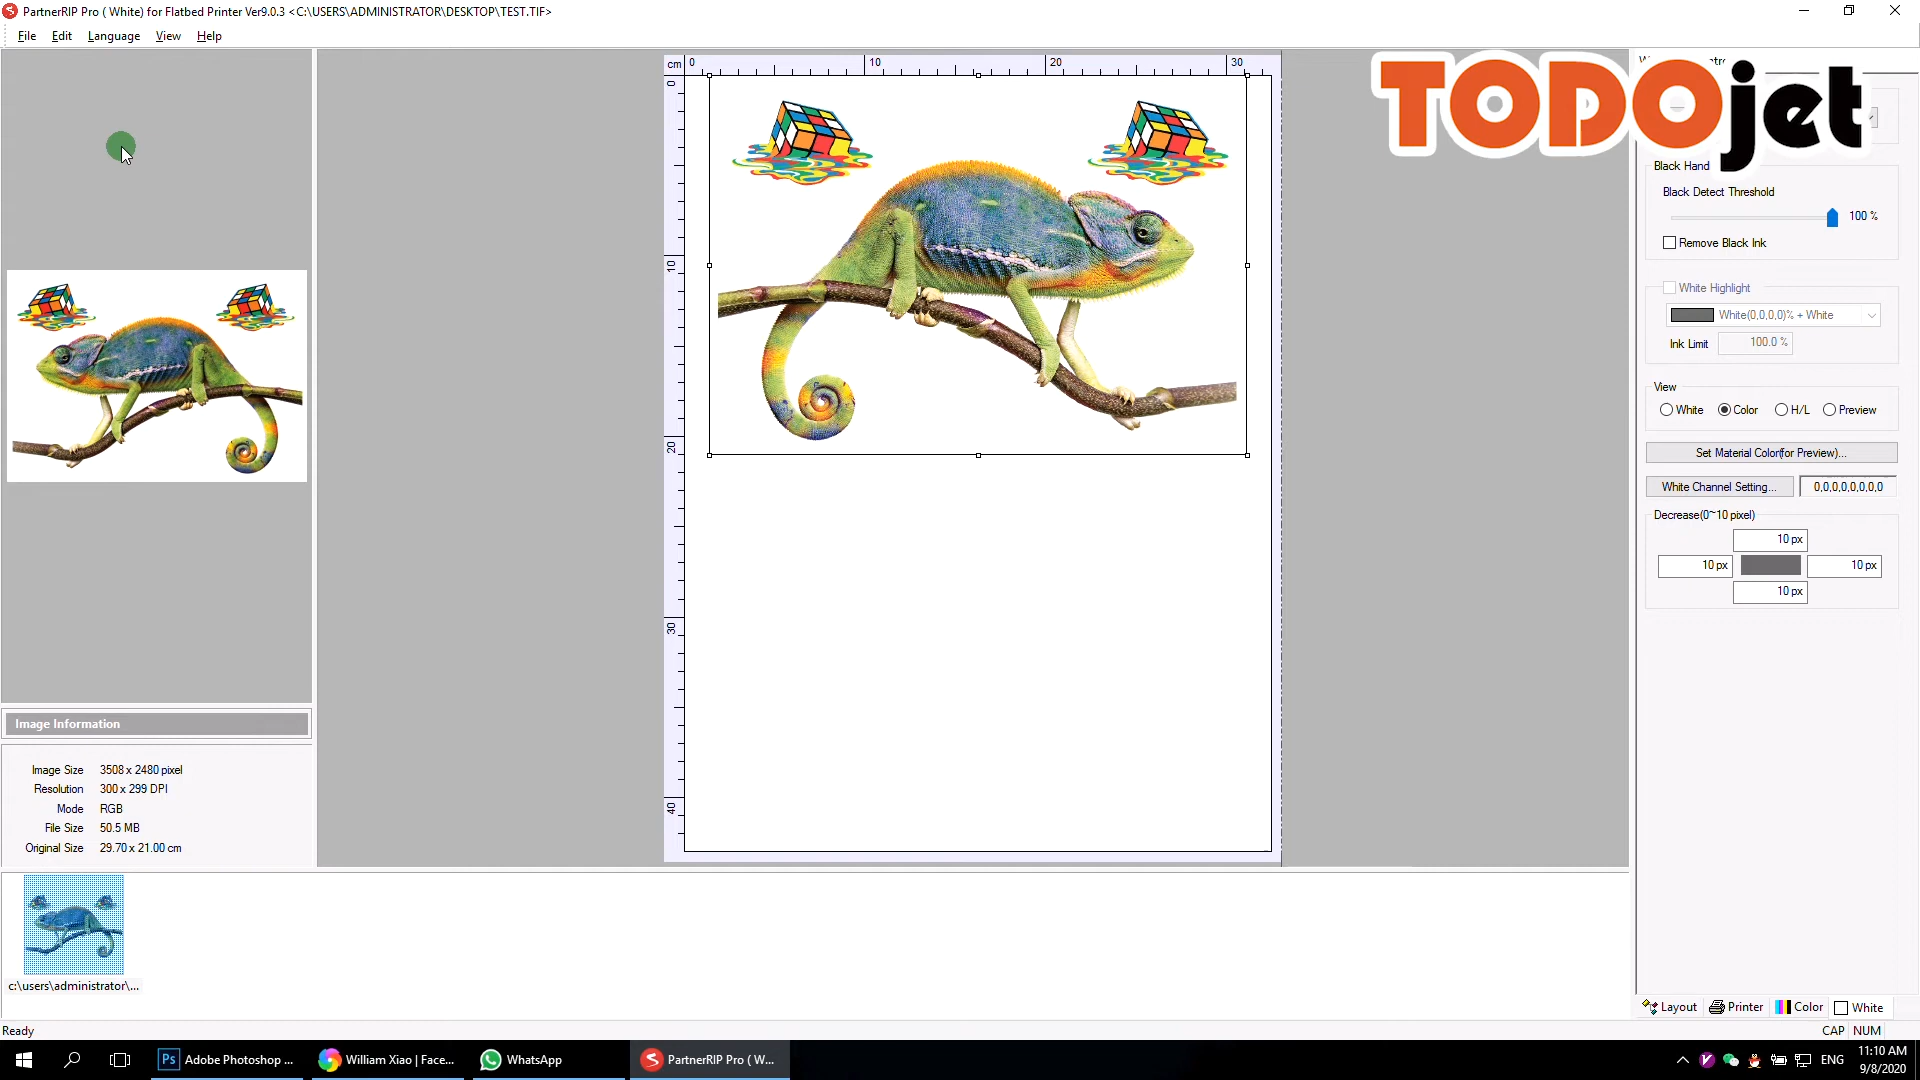 PartnerRIP Pro ( White) for Flatbed Printer Ver9.0.3 <C:\USERS\ADMINISTRATOR\DESKTOP\TEST.TIF>
File Edit Language View Help
cm 0 10 20 30
0
10
20
30
40
TODOjet
Black Hand
Black Detect Threshold
100 %
Remove Black Ink
White Highlight
White(0,0,0,0)% + White
Ink Limit 100.0 %
View
White Color H/L Preview
Set Material Color(for Preview)...
White Channel Setting... 0,0,0,0,0,0,0,0
Decrease(0~10 pixel)
10 px
10 px 10 px
10 px
Image Information
Image Size 3508 x 2480 pixel
Resolution 300 x 299 DPI
Mode RGB
File Size 50.5 MB
Original Size 29.70 x 21.00 cm
c:\users\administrator\...
Layout Printer Color White
Ready
CAP NUM
Ps Adobe Photoshop ... William Xiao | Face... WhatsApp PartnerRIP Pro ( W...
ENG 11:10 AM
9/8/2020